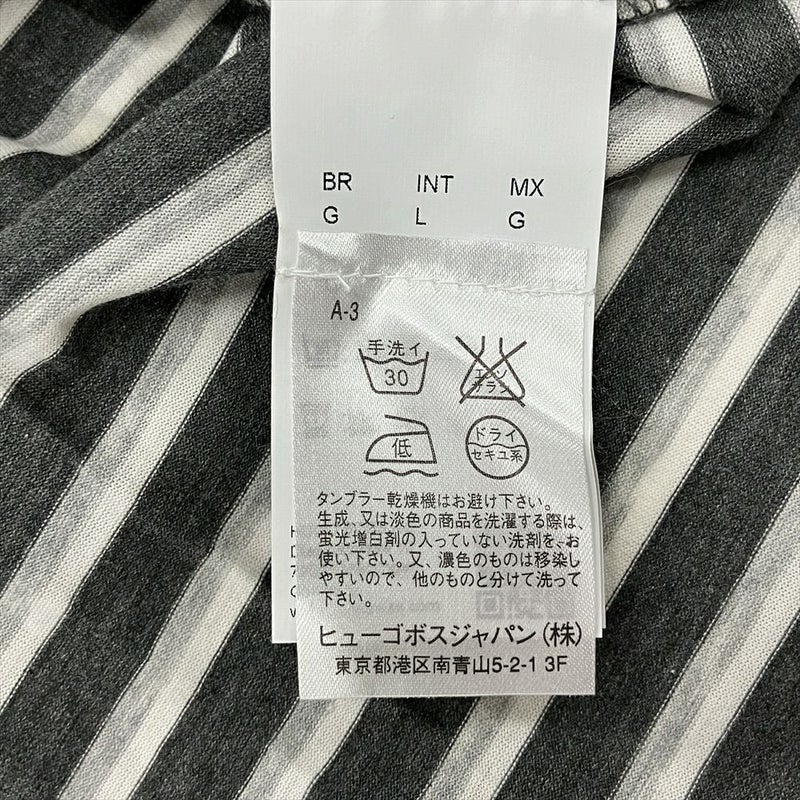 BR INT MX
G L G
A-3
手洗イ
30
エンソ
サラシ
低
ドライ
セキユ系
タンブラー乾燥機はお避け下さい。
生成、又は淡色の商品を洗濯する際は、
蛍光増白剤の入っていない洗剤をお
使い下さい。又、濃色のものは移染し
やすいので、他のものと分けて洗って
下さい。
ヒューゴボスジャパン(株)
東京都港区南青山5-2-1 3F